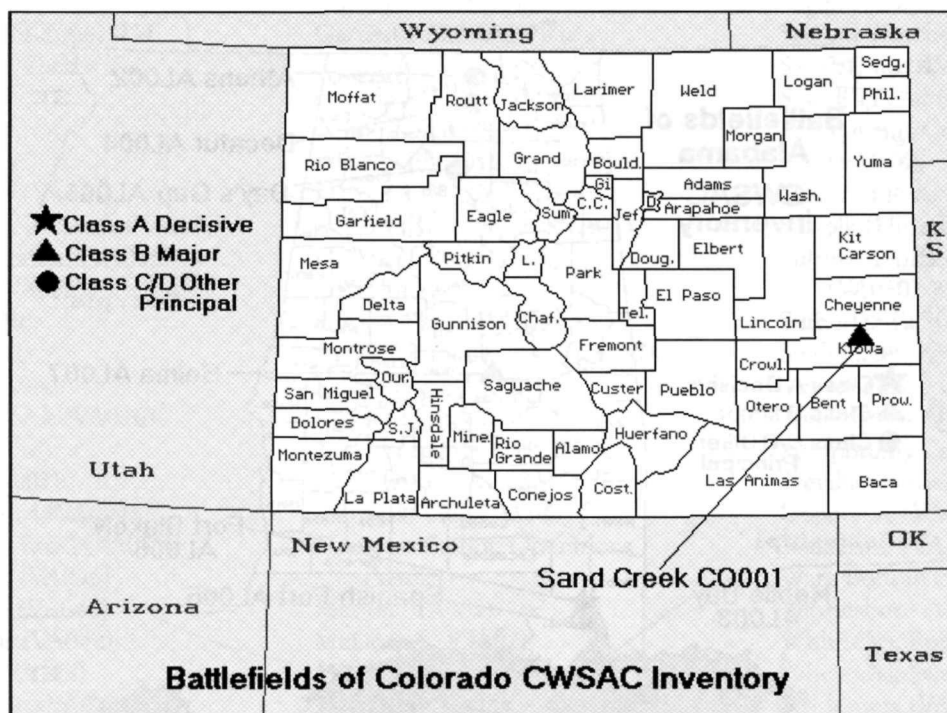 Wyoming
Nebraska
Sedg.
Logan
Larimer
Weld
Phil.
Moffat
Routt
Jackson
Morgan
Grand
Bould.
Yuma
Rio Blanco
Adams
Wash.
Gi
C.C.
D.
Jef.
Arapahoe
Eagle
Sum.
Garfield
★ Class A Decisive
▲ Class B Major
● Class C/D Other
Principal
Elbert
Kit
Carson
K
S
Pitkin
L.
Doug.
Mesa
Park
El Paso
Cheyenne
Delta
Gunnison
Chaf.
Tel.
Lincoln
Montrose
Fremont
Kiowa
Our.
Crowl.
San Miguel
Saguache
Custer
Pueblo
Otero
Bent
Prow.
Hinsdale
Dolores
S.J.
Mine.
Rio
Grande
Alamo
Huerfano
Montezuma
Utah
Cost.
Las Animas
Baca
La Plata
Archuleta
Conejos
New Mexico
OK
Sand Creek CO001
Arizona
Texas
Battlefields of Colorado CWSAC Inventory